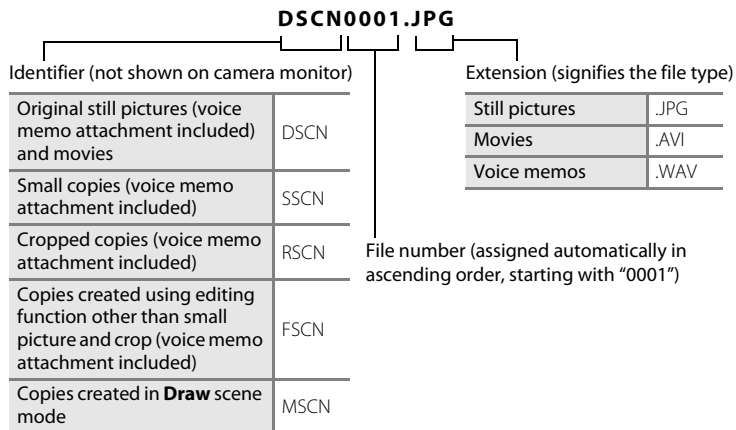 DSCN0001.JPG
Identifier (not shown on camera monitor)
Original still pictures (voice
memo attachment included)
and movies
DSCN
Small copies (voice memo
attachment included)
SSCN
Cropped copies (voice memo
attachment included)
RSCN
Copies created using editing
function other than small
picture and crop (voice memo
attachment included)
FSCN
Copies created in Draw scene
mode
MSCN
Extension (signifies the file type)
Still pictures .JPG
Movies .AVI
Voice memos .WAV
File number (assigned automatically in
ascending order, starting with “0001”)